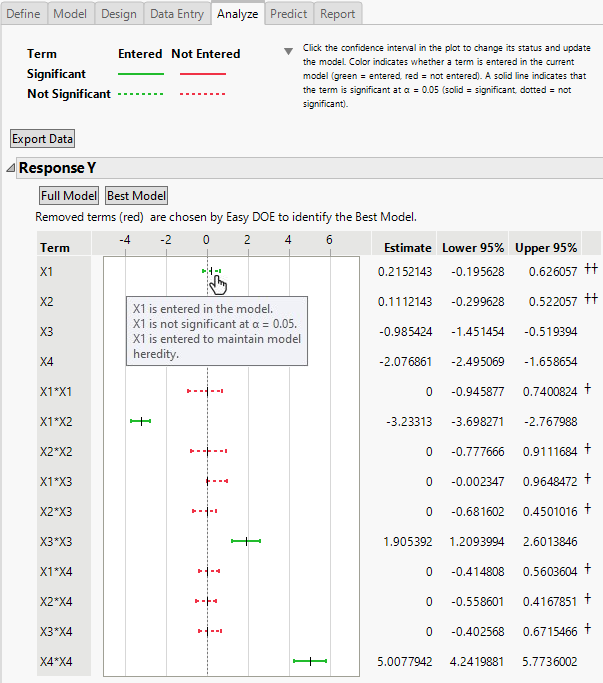 Define Model Design Data Entry Analyze Predict Report
Term Entered Not Entered
Significant
Not Significant
Click the confidence interval in the plot to change its status and update
the model. Color indicates whether a term is entered in the current
model (green = entered, red = not entered). A solid line indicates that
the term is significant at α = 0.05 (solid = significant, dotted = not
significant).
Export Data
Response Y
Full Model Best Model
Removed terms (red) are chosen by Easy DOE to identify the Best Model.
Term -4 -2 0 2 4 6 Estimate Lower 95% Upper 95%
X1 0.2152143 -0.195628 0.626057 ††
X2 0.1112143 -0.299628 0.522057 ††
X1 is entered in the model.
X1 is not significant at α = 0.05.
X1 is entered to maintain model
heredity.
X3 -0.985424 -1.451454 -0.519394
X4 -2.076861 -2.495069 -1.658654
X1*X1 0 -0.945877 0.7400824 †
X1*X2 -3.23313 -3.698271 -2.767988
X2*X2 0 -0.777666 0.9111684 †
X1*X3 0 -0.002347 0.9648472 †
X2*X3 0 -0.681602 0.4501016 †
X3*X3 1.905392 1.2093994 2.6013846
X1*X4 0 -0.414808 0.5603604 †
X2*X4 0 -0.558601 0.4167851 †
X3*X4 0 -0.402568 0.6715466 †
X4*X4 5.0077942 4.2419881 5.7736002
-4 -2 0 2 4 6